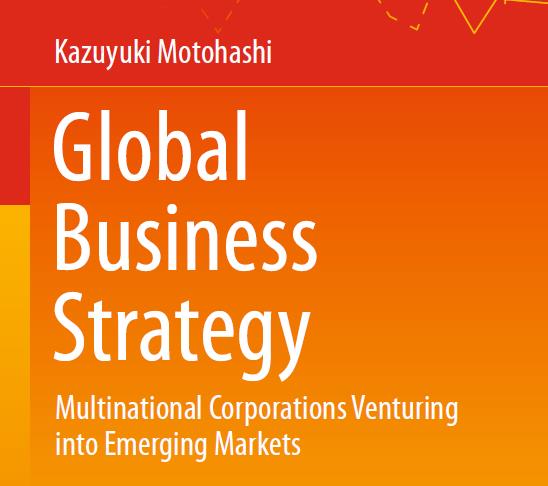 Kazuyuki Motohashi
Global
Business
Strategy
Multinational Corporations Venturing
into Emerging Markets